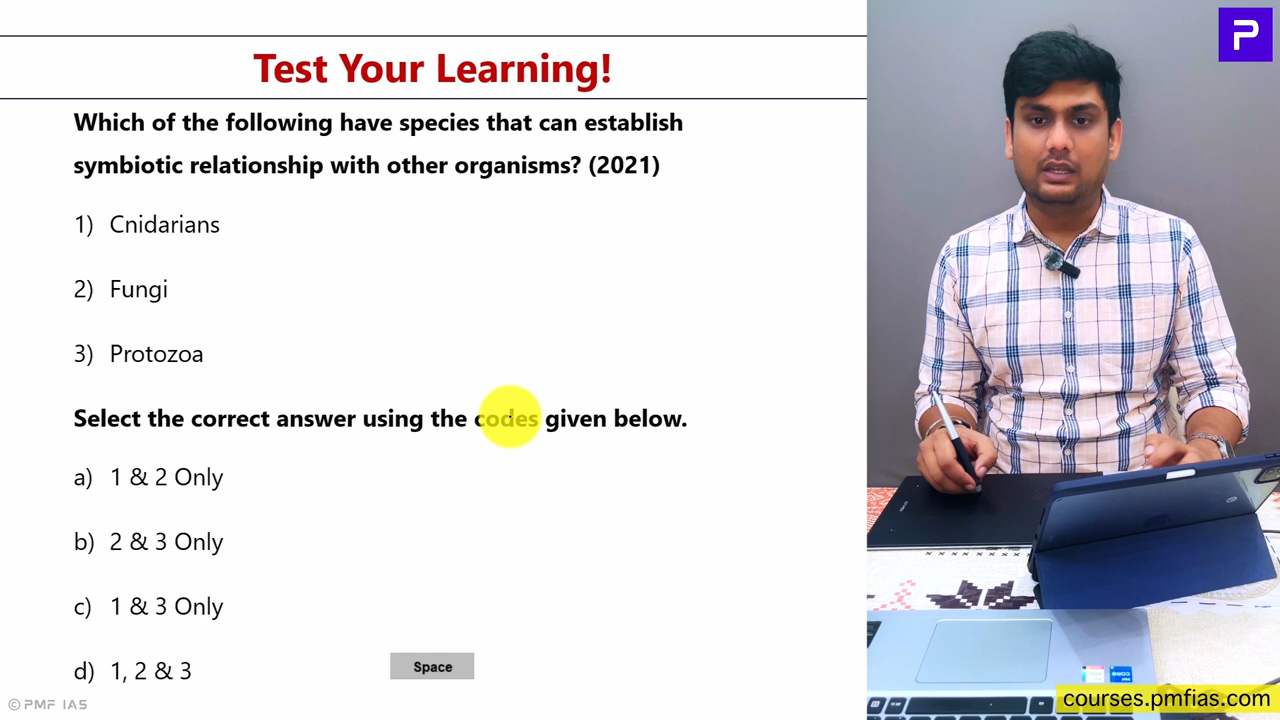 P
Test Your Learning!
Which of the following have species that can establish
symbiotic relationship with other organisms? (2021)
1) Cnidarians
2) Fungi
3) Protozoa
Select the correct answer using the codes given below.
a) 1 & 2 Only
b) 2 & 3 Only
c) 1 & 3 Only
d) 1, 2 & 3
Space
© PMF IAS
courses.pmfias.com